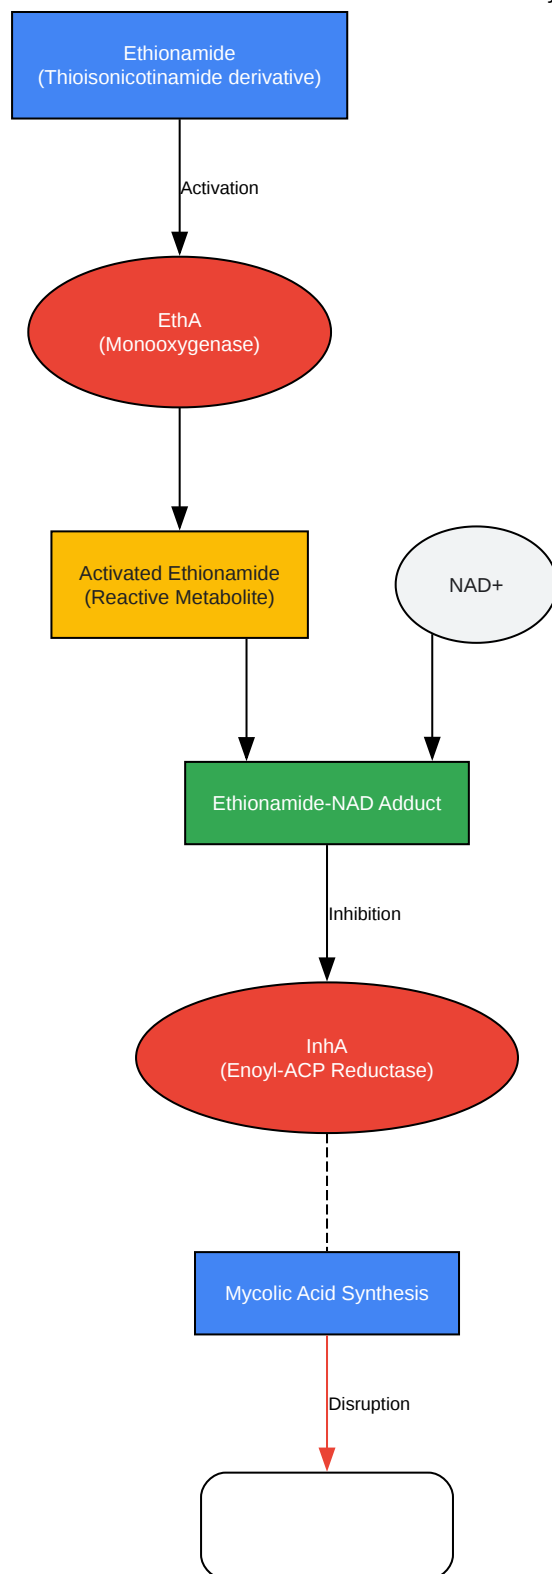 Ethionamide
(Thioisonicotinamide derivative)
Activation
EthA
(Monooxygenase)
Activated Ethionamide
(Reactive Metabolite)
NAD+
Ethionamide-NAD Adduct
Inhibition
InhA
(Enoyl-ACP Reductase)
Mycolic Acid Synthesis
Disruption